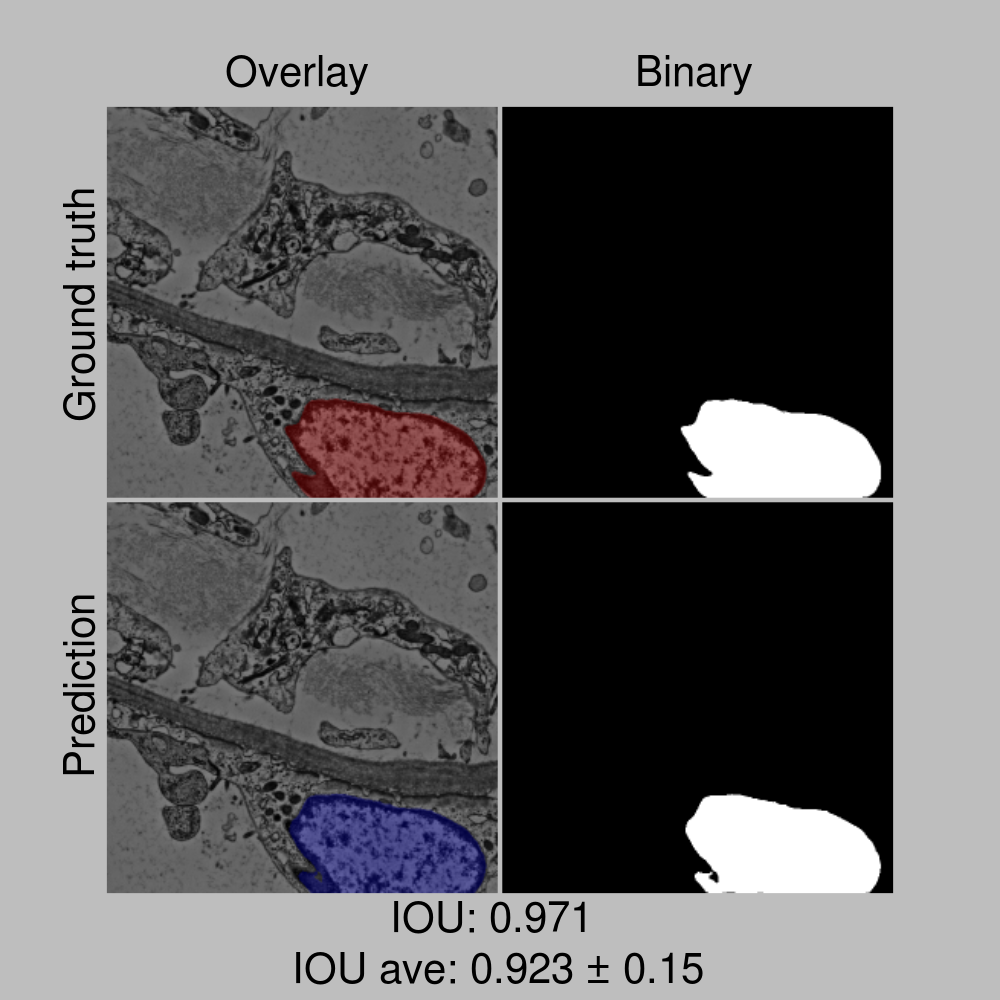 Overlay Binary
Ground truth
Prediction
IOU: 0.971
IOU ave: 0.923 ± 0.15